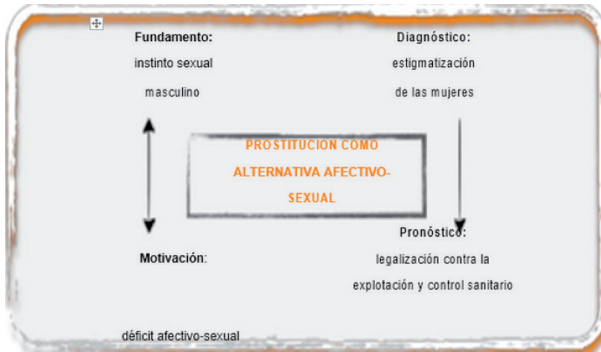 Fundamento:
instinto sexual
masculino
Diagnóstico:
estigmatización
de las mujeres
PROSTITUCION COMO
ALTERNATIVA AFECTIVO-
SEXUAL
Motivación:
déficit afectivo-sexual
Pronóstico:
legalización contra la
explotación y control sanitario